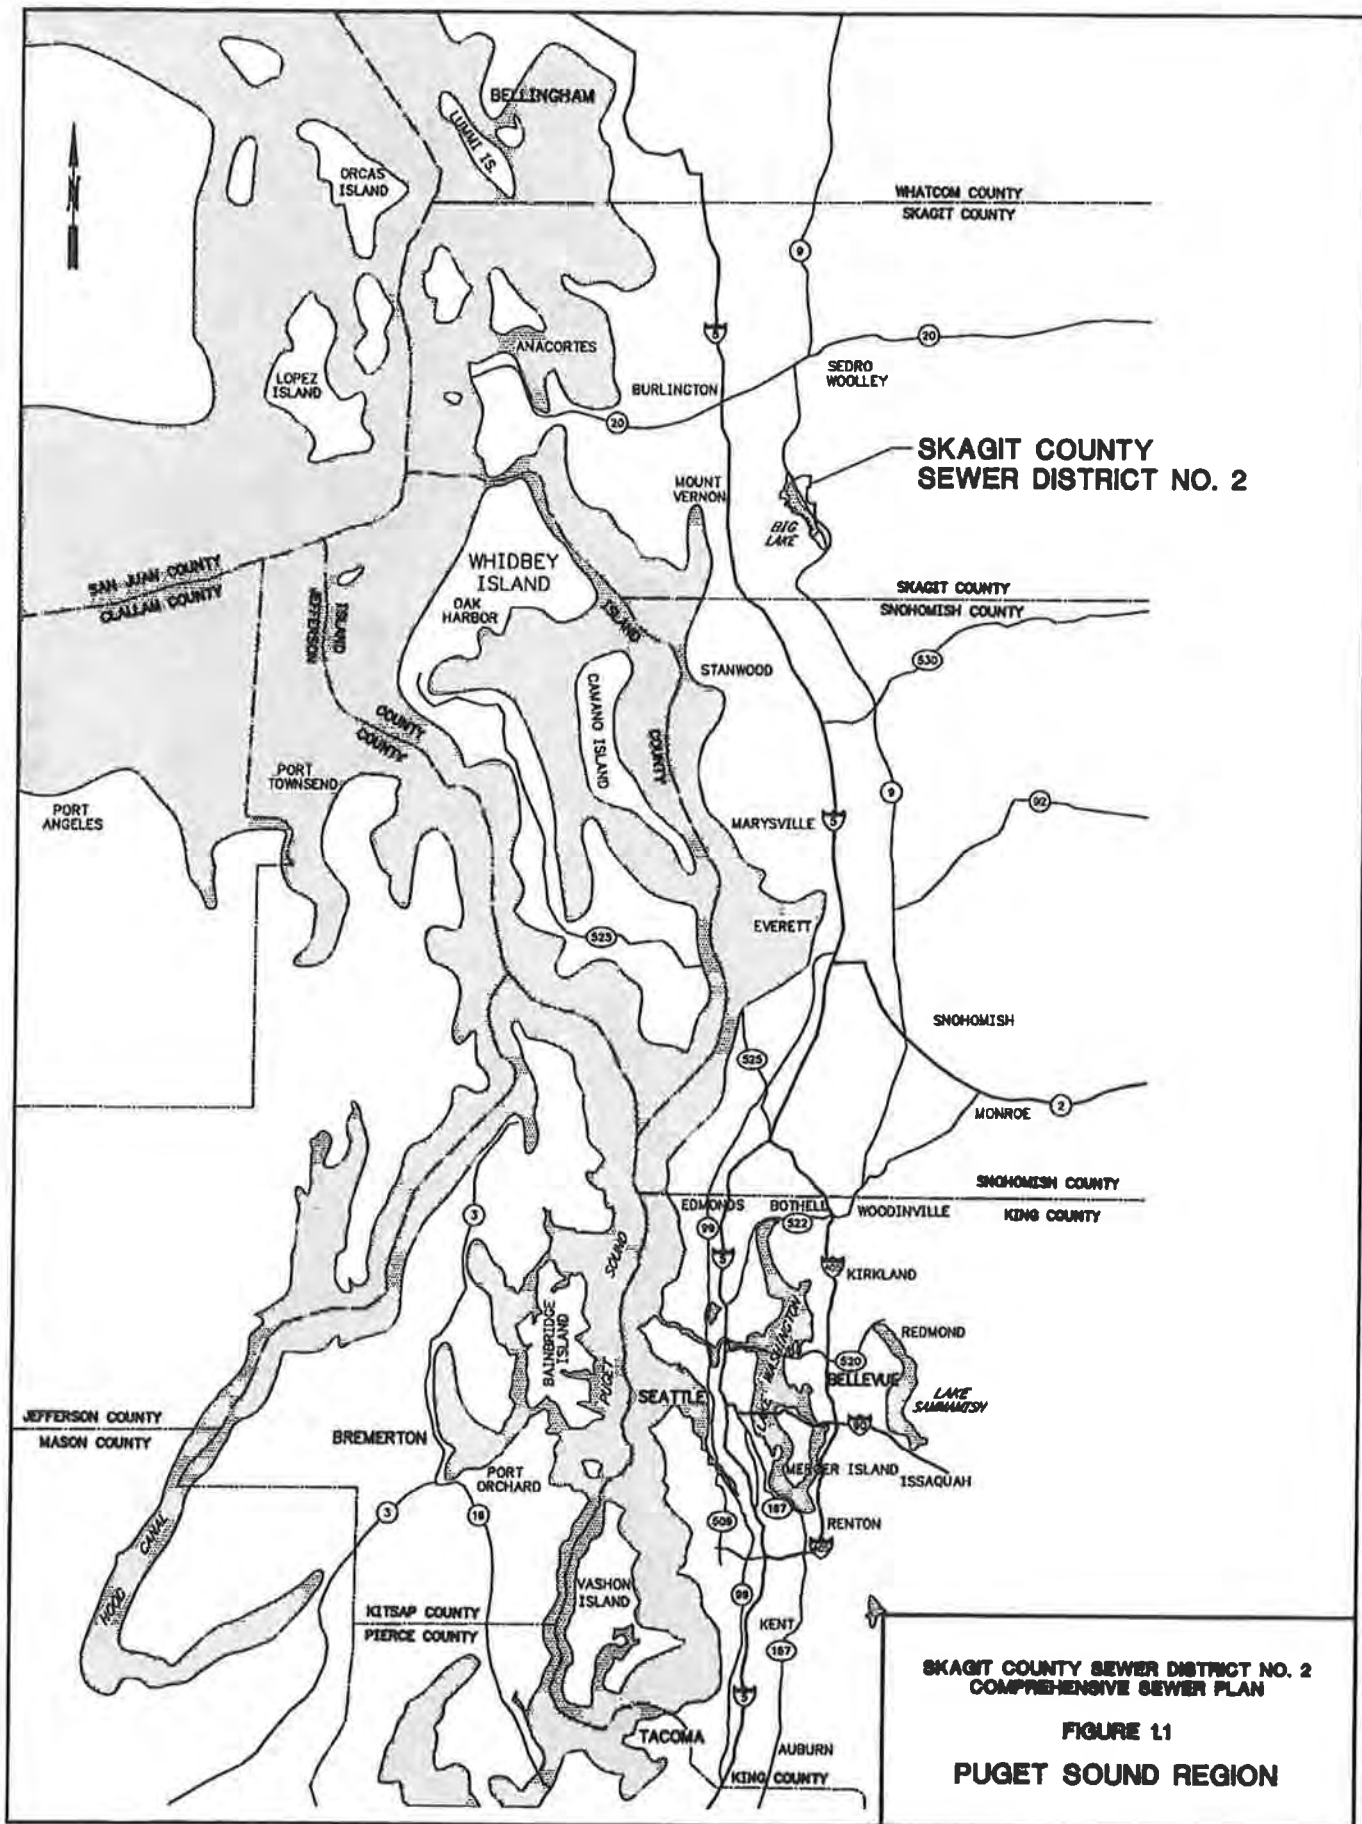 BELLINGHAM
LUMMI IS.
ORCAS
ISLAND
N
WHATCOM COUNTY
SKAGIT COUNTY
9
5
20
ANACORTES
SEDRO
WOOLLEY
LOPEZ
ISLAND
BURLINGTON
20
SKAGIT COUNTY
SEWER DISTRICT NO. 2
MOUNT
VERNON
BIG
LAKE
WHIDBEY
ISLAND
SAN JUAN COUNTY
CLALLAM COUNTY
SKAGIT COUNTY
SNOHOMISH COUNTY
OAK
HARBOR
ISLAND
ISLAND
JEFFERSON
530
STANWOOD
CAMANO ISLAND
COUNTY
COUNTY
COUNTY
PORT
TOWNSEND
9
92
PORT
ANGELES
MARYSVILLE
5
EVERETT
525
SNOHOMISH
525
MONROE
2
SNOHOMISH COUNTY
KING COUNTY
EDMONDS
BOTHELL
WOODINVILLE
3
99
522
SOUND
5
405
KIRKLAND
BAINBRIDGE
ISLAND
LAKE WASHINGTON
REDMOND
520
PUGET
SEATTLE
BELLEVUE
LAKE
SAMMAMISH
JEFFERSON COUNTY
MASON COUNTY
90
BREMERTON
PORT
ORCHARD
MERCER ISLAND
ISSAQUAH
3
16
167
509
RENTON
405
HOOD CANAL
VASHON
ISLAND
99
KITSAP COUNTY
PIERCE COUNTY
KENT
167
5
TACOMA
AUBURN
KING COUNTY
SKAGIT COUNTY SEWER DISTRICT NO. 2
COMPREHENSIVE SEWER PLAN
FIGURE 1.1
PUGET SOUND REGION